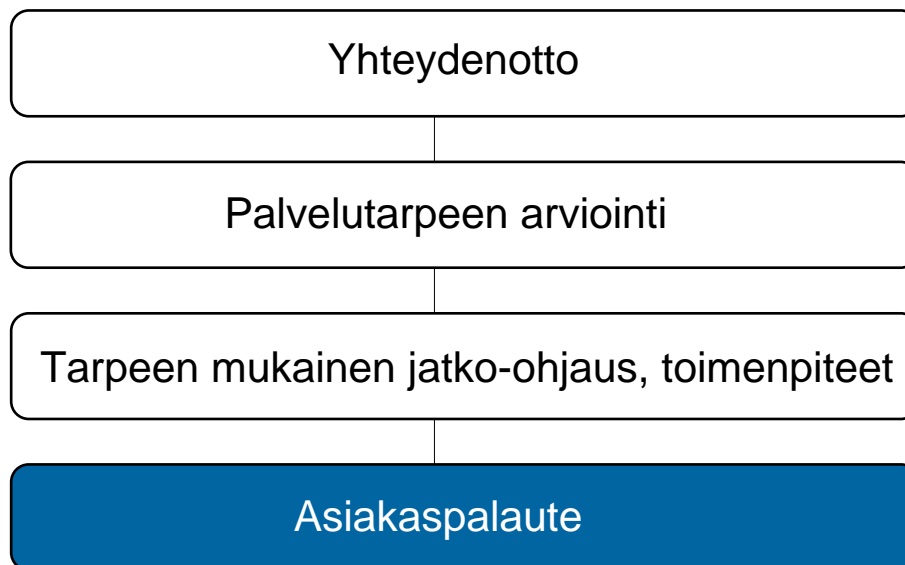 Yhteydenotto
Palvelutarpeen arviointi
Tarpeen mukainen jatko-ohjaus, toimenpiteet
Asiakaspalaute